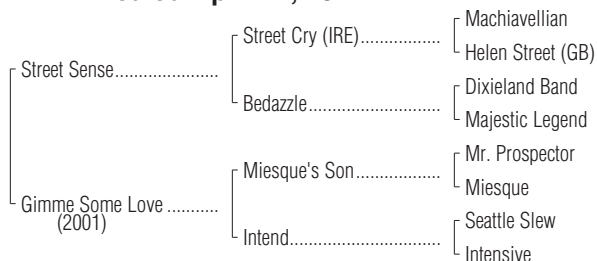 Machiavellian
Street Cry (IRE)..................
Helen Street (GB)
Street Sense.......................
Dixieland Band
Bedazzle.............................
Majestic Legend
Mr. Prospector
Miesque's Son...................
Miesque
Gimme Some Love ...........
(2001)
Seattle Slew
Intend.................................
Intensive